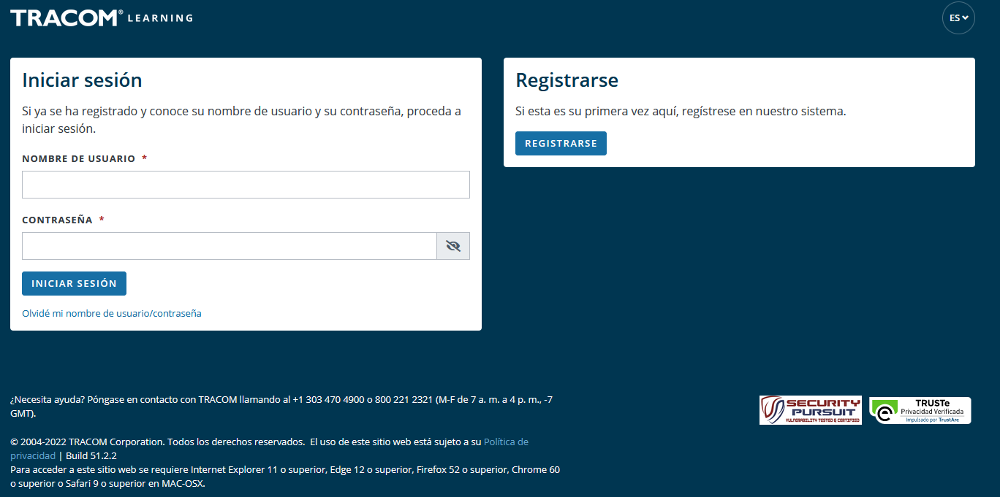 TRACOM® LEARNING
ES
Iniciar sesión
Si ya se ha registrado y conoce su nombre de usuario y su contraseña, proceda a
iniciar sesión.
NOMBRE DE USUARIO *
CONTRASEÑA *
INICIAR SESIÓN
Olvidé mi nombre de usuario/contraseña
Registrarse
Si esta es su primera vez aquí, regístrese en nuestro sistema.
REGISTRARSE
¿Necesita ayuda? Póngase en contacto con TRACOM llamando al +1 303 470 4900 o 800 221 2321 (M-F de 7 a. m. a 4 p. m., -7
GMT).
© 2004-2022 TRACOM Corporation. Todos los derechos reservados.  El uso de este sitio web está sujeto a su Política de
privacidad | Build 51.2.2
Para acceder a este sitio web se requiere Internet Explorer 11 o superior, Edge 12 o superior, Firefox 52 o superior, Chrome 60
o superior o Safari 9 o superior en MAC-OSX.
SECURITY
PURSUIT
VULNERABILITY TESTED & CERTIFIED
TRUSTe
Privacidad Verificada
Impulsado por TrustArc